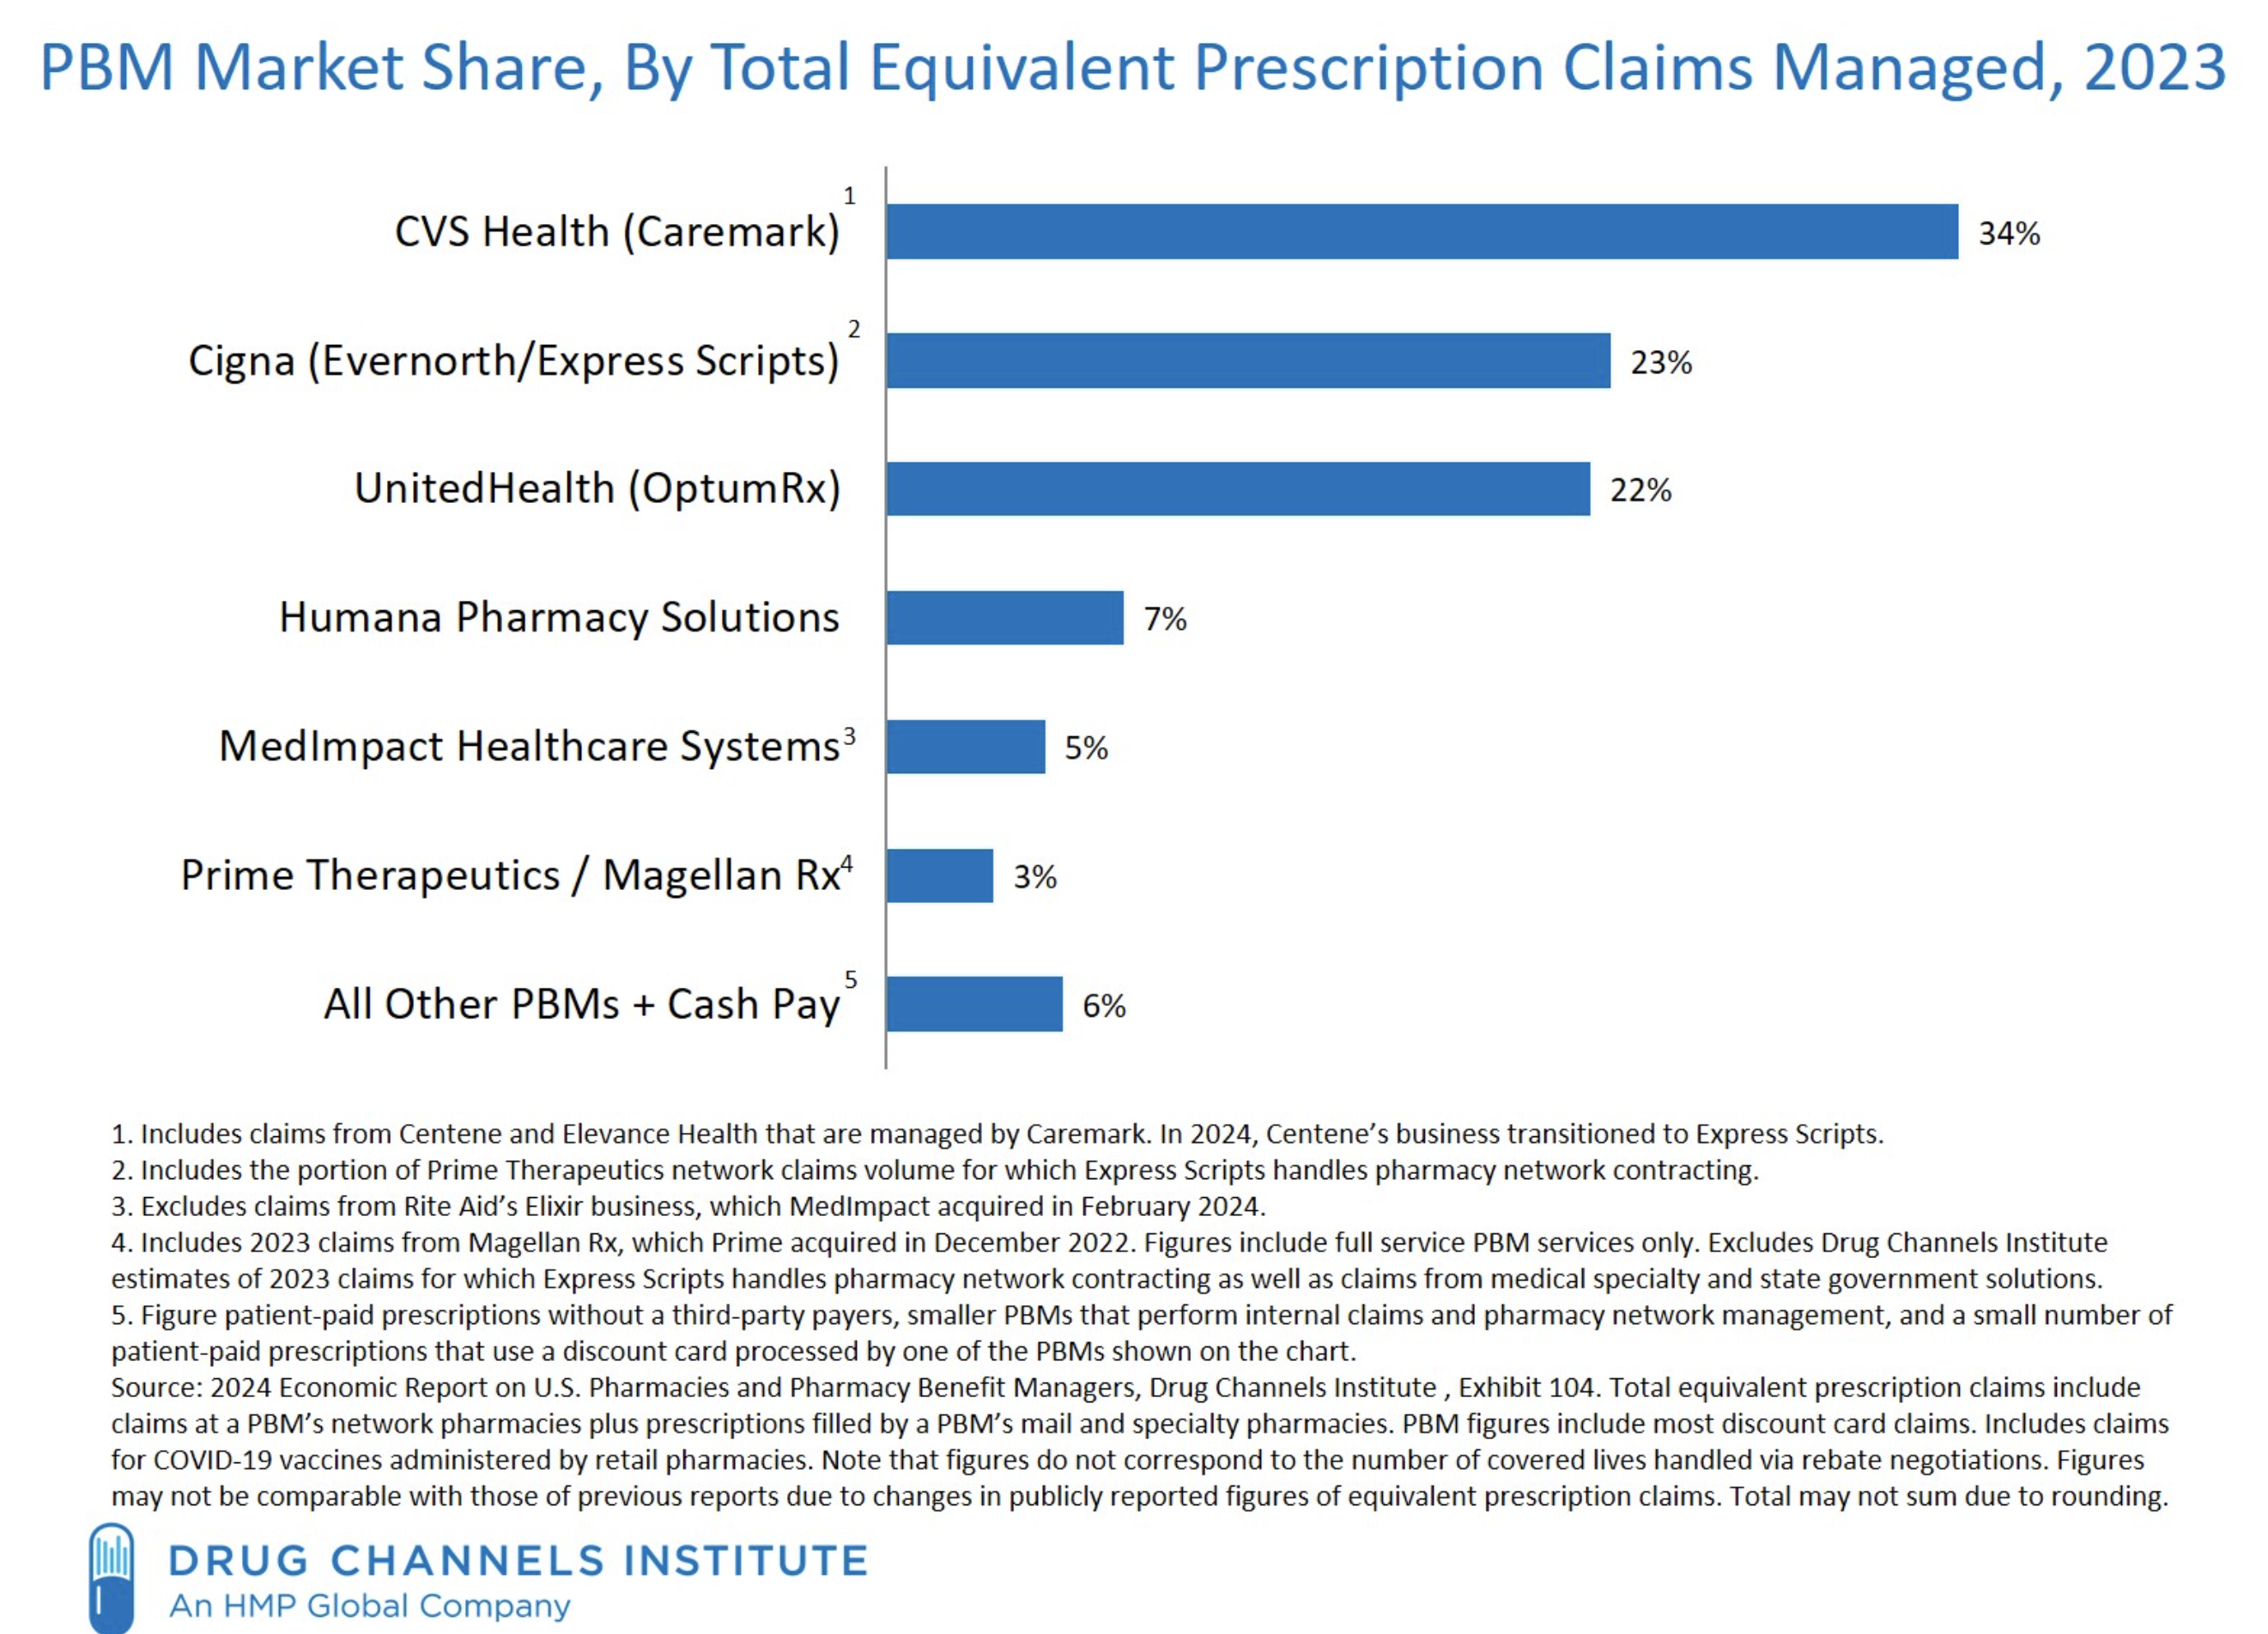 PBM Market Share, By Total Equivalent Prescription Claims Managed, 2023
CVS Health (Caremark) 1
34%
Cigna (Evernorth/Express Scripts) 2
23%
UnitedHealth (OptumRx)
22%
Humana Pharmacy Solutions
7%
MedImpact Healthcare Systems3
5%
Prime Therapeutics / Magellan Rx4
3%
All Other PBMs + Cash Pay 5
6%
1. Includes claims from Centene and Elevance Health that are managed by Caremark. In 2024, Centene’s business transitioned to Express Scripts.
2. Includes the portion of Prime Therapeutics network claims volume for which Express Scripts handles pharmacy network contracting.
3. Excludes claims from Rite Aid’s Elixir business, which MedImpact acquired in February 2024.
4. Includes 2023 claims from Magellan Rx, which Prime acquired in December 2022. Figures include full service PBM services only. Excludes Drug Channels Institute
estimates of 2023 claims for which Express Scripts handles pharmacy network contracting as well as claims from medical specialty and state government solutions.
5. Figure patient-paid prescriptions without a third-party payers, smaller PBMs that perform internal claims and pharmacy network management, and a small number of
patient-paid prescriptions that use a discount card processed by one of the PBMs shown on the chart.
Source: 2024 Economic Report on U.S. Pharmacies and Pharmacy Benefit Managers, Drug Channels Institute , Exhibit 104. Total equivalent prescription claims include
claims at a PBM’s network pharmacies plus prescriptions filled by a PBM’s mail and specialty pharmacies. PBM figures include most discount card claims. Includes claims
for COVID-19 vaccines administered by retail pharmacies. Note that figures do not correspond to the number of covered lives handled via rebate negotiations. Figures
may not be comparable with those of previous reports due to changes in publicly reported figures of equivalent prescription claims. Total may not sum due to rounding.
DRUG CHANNELS INSTITUTE
An HMP Global Company